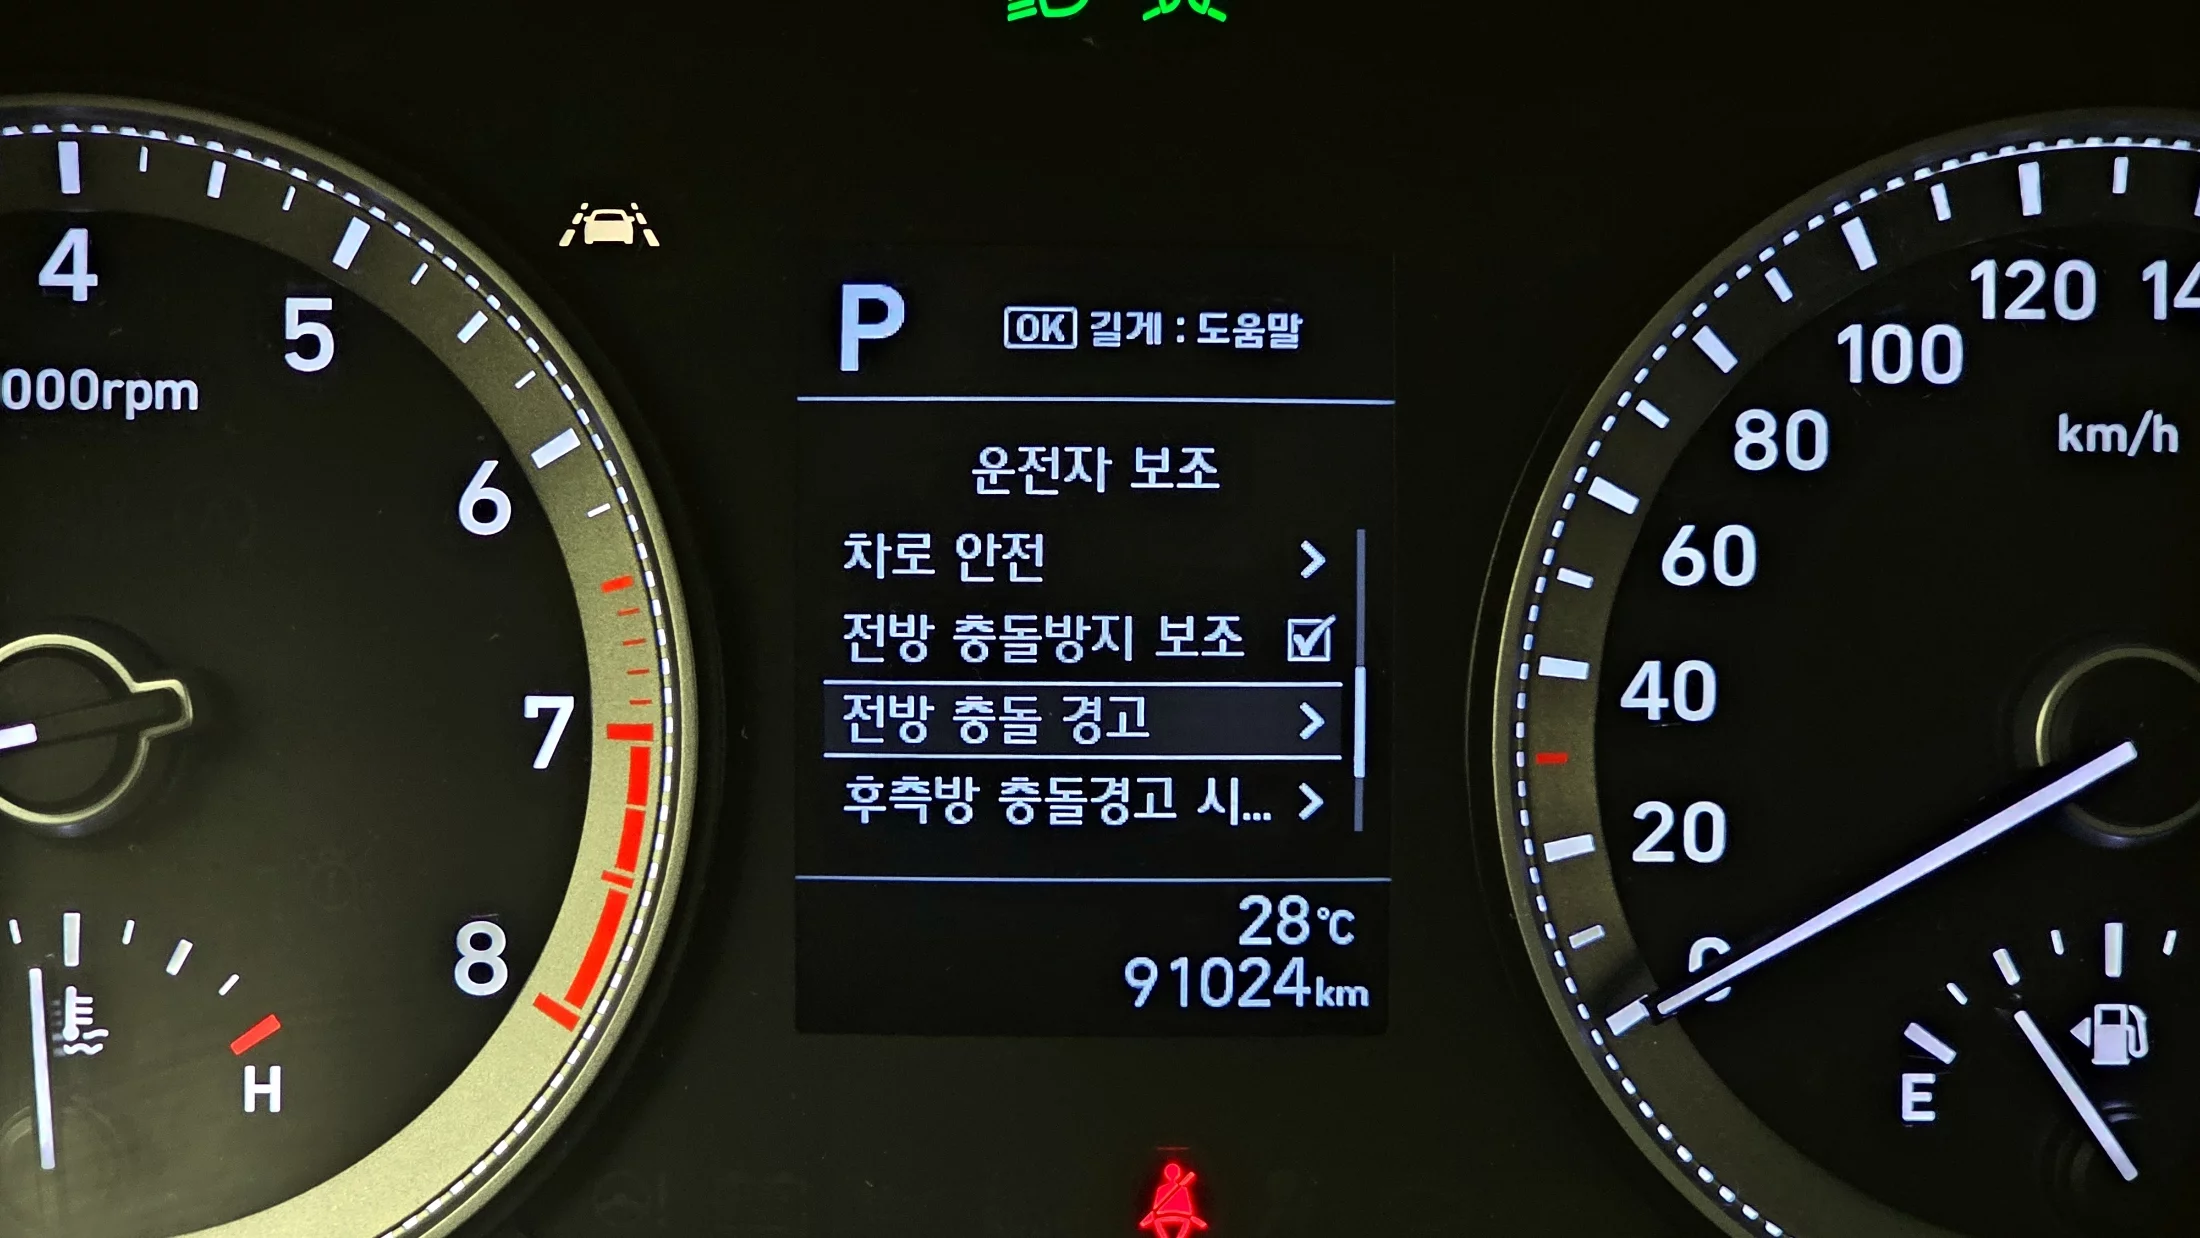 P
OK 길게 : 도움말
운전자 보조
차로 안전
전방 충돌방지 보조
전방 충돌 경고
후측방 충돌경고 시...
28℃
91024km
4
5
000rpm
6
7
8
H
120
100
80
km/h
60
40
20
0
E